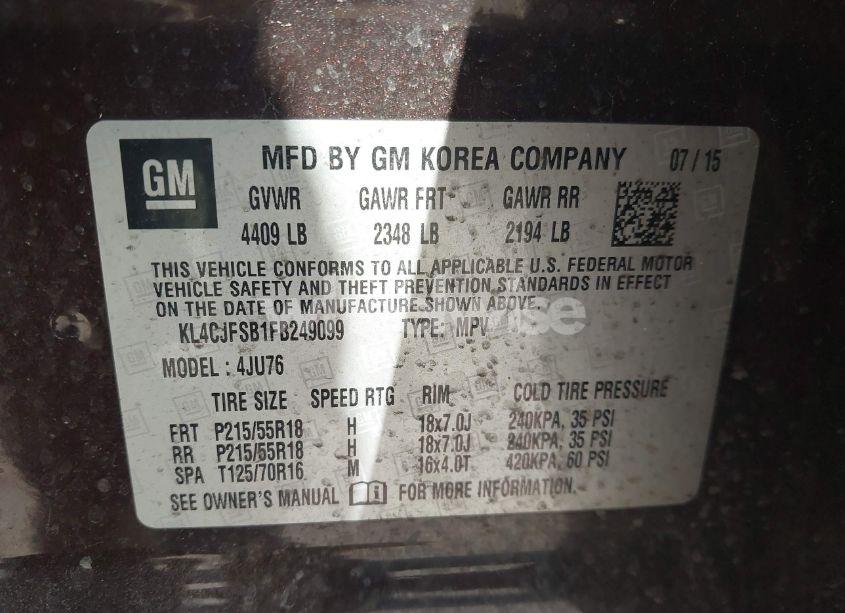 GM
MFD BY GM KOREA COMPANY 07/15
GVWR GAWR FRT GAWR RR
4409 LB 2348 LB 2194 LB
THIS VEHICLE CONFORMS TO ALL APPLICABLE U.S. FEDERAL MOTOR
VEHICLE SAFETY AND THEFT PREVENTION STANDARDS IN EFFECT
ON THE DATE OF MANUFACTURE SHOWN ABOVE.
KL4CJFSB1FB249099 TYPE: MPV
MODEL: 4JU76
TIRE SIZE SPEED RTG RIM COLD TIRE PRESSURE
FRT P215/55R18 H 18x7.0J 240KPA, 35 PSI
RR P215/55R18 H 18x7.0J 240KPA, 35 PSI
SPA T125/70R16 M 16x4.0T 420KPA, 60 PSI
SEE OWNER'S MANUAL FOR MORE INFORMATION.